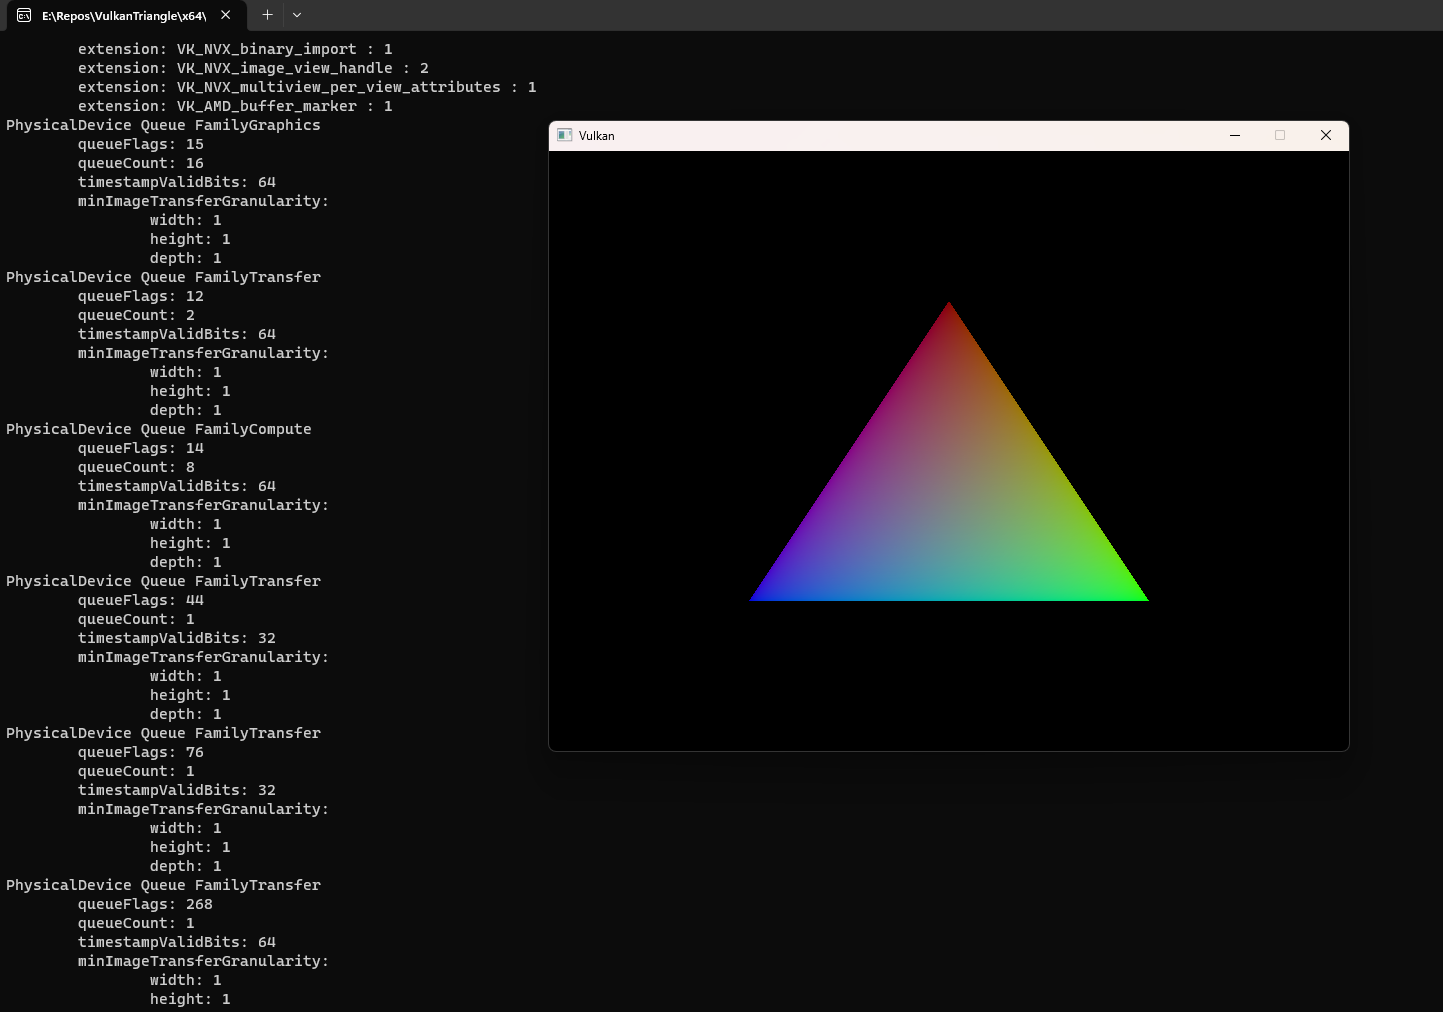 E:\Repos\VulkanTriangle\x64\
extension: VK_NVX_binary_import : 1
extension: VK_NVX_image_view_handle : 2
extension: VK_NVX_multiview_per_view_attributes : 1
extension: VK_AMD_buffer_marker : 1
PhysicalDevice Queue FamilyGraphics
queueFlags: 15
queueCount: 16
timestampValidBits: 64
minImageTransferGranularity:
width: 1
height: 1
depth: 1
PhysicalDevice Queue FamilyTransfer
queueFlags: 12
queueCount: 2
timestampValidBits: 64
minImageTransferGranularity:
width: 1
height: 1
depth: 1
PhysicalDevice Queue FamilyCompute
queueFlags: 14
queueCount: 8
timestampValidBits: 64
minImageTransferGranularity:
width: 1
height: 1
depth: 1
PhysicalDevice Queue FamilyTransfer
queueFlags: 44
queueCount: 1
timestampValidBits: 32
minImageTransferGranularity:
width: 1
height: 1
depth: 1
PhysicalDevice Queue FamilyTransfer
queueFlags: 76
queueCount: 1
timestampValidBits: 32
minImageTransferGranularity:
width: 1
height: 1
depth: 1
PhysicalDevice Queue FamilyTransfer
queueFlags: 268
queueCount: 1
timestampValidBits: 64
minImageTransferGranularity:
width: 1
height: 1
Vulkan